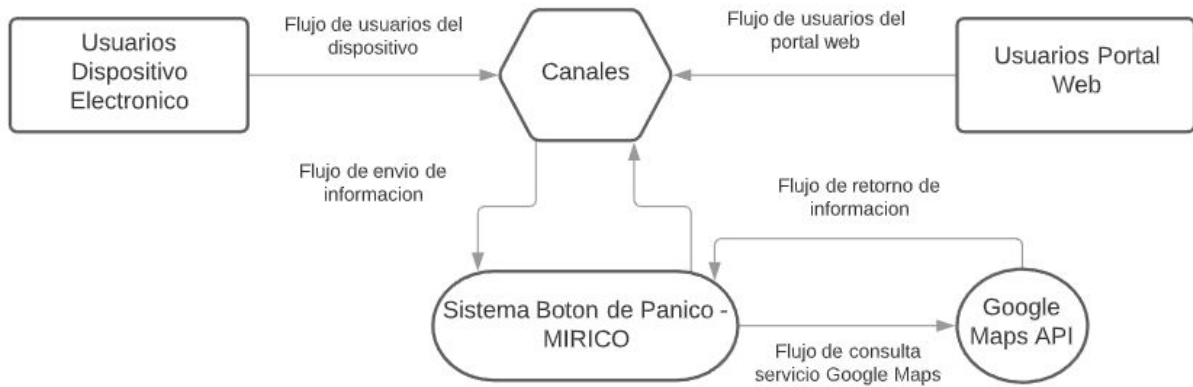 Usuarios
Dispositivo
Electronico
Flujo de usuarios del
dispositivo
Canales
Flujo de usuarios del
portal web
Usuarios Portal
Web
Flujo de envio de
informacion
Flujo de retorno de
informacion
Sistema Boton de Panico -
MIRICO
Google
Maps API
Flujo de consulta
servicio Google Maps